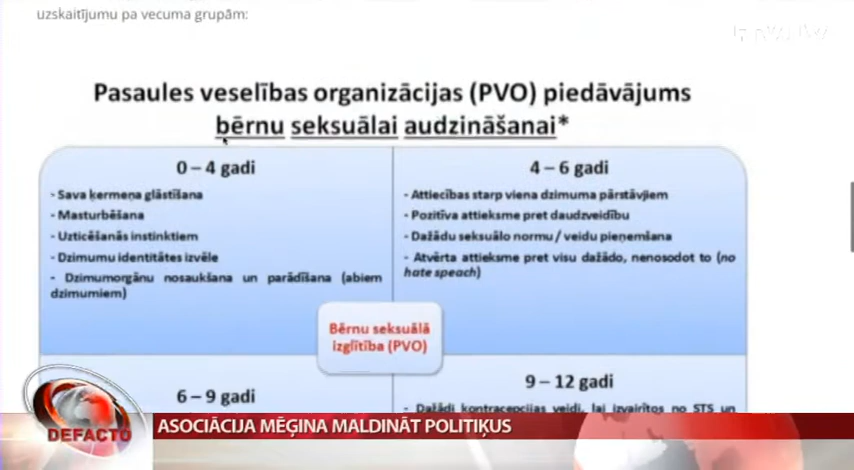 uzskaitījumu pa vecuma grupām:
Pasaules veselības organizācijas (PVO) piedāvājums
bērnu seksuālai audzināšanai*
0 – 4 gadi
- Sava ķermeņa glāstīšana
- Masturbēšana
- Uzticēšanās instinktiem
- Dzimumu identitātes izvēle
- Dzimumorgānu nosaukšana un parādīšana (abiem
dzimumiem)
4 – 6 gadi
- Attiecības starp viena dzimuma pārstāvjiem
- Pozitīva attieksme pret daudzveidību
- Dažādu seksuālo normu / veidu pieņemšana
- Atvērta attieksme pret visu dažādo, nenosodot to (no
hate speach)
Bērnu seksuālā
izglītība (PVO)
6 – 9 gadi
9 – 12 gadi
- Dažādi kontracepcijas veidi, lai izvairītos no STS un
DEFACTO
ASOCIĀCIJA MĒĢINA MALDINĀT POLITIĶUS